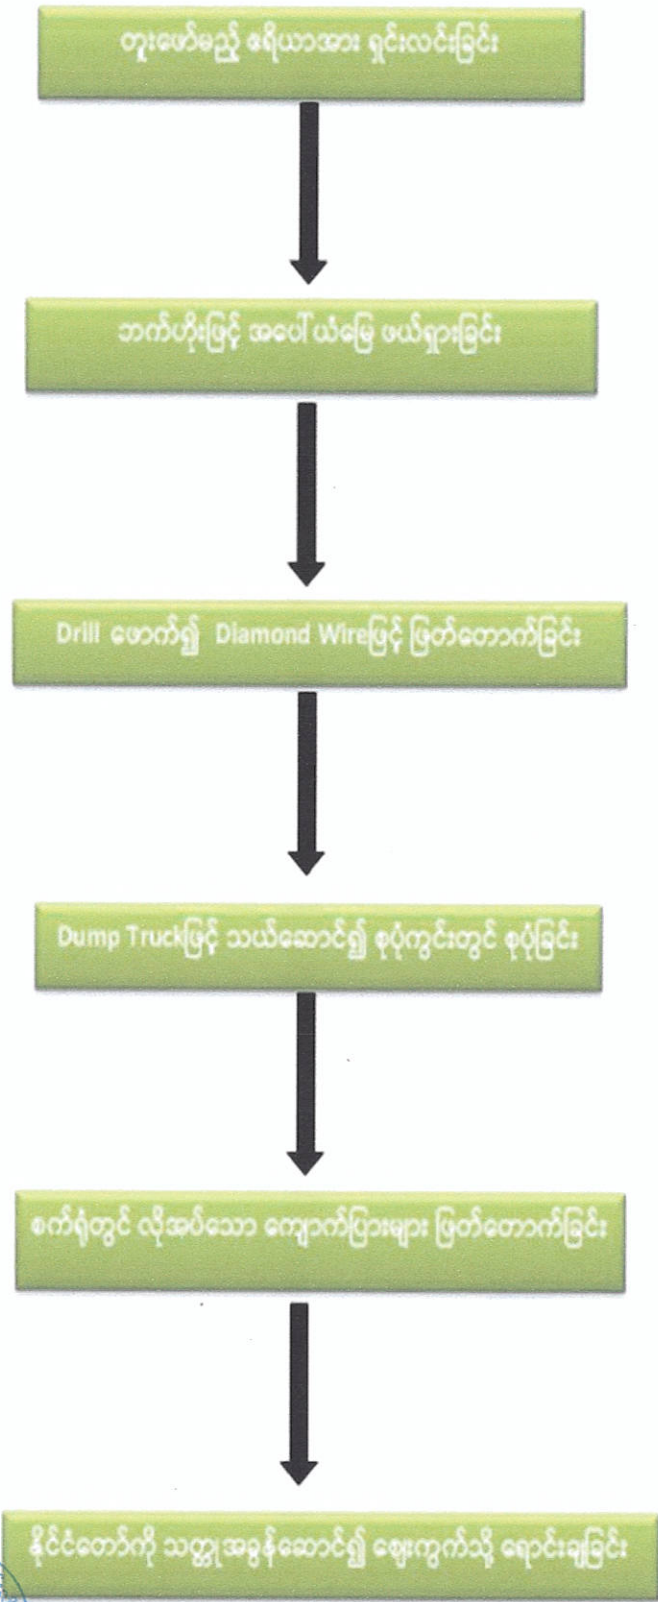 တူးဖော်မည့် ဧရိယာအား ရှင်းလင်းခြင်း
ဘက်ဟိုးဖြင့် အပေါ်ယံမြေ ဖယ်ရှားခြင်း
Drill ဖောက်၍ Diamond Wireဖြင့် ဖြတ်တောက်ခြင်း
Dump Truckဖြင့် သယ်ဆောင်၍ စုပုံကွင်းတွင် စုပုံခြင်း
စက်ရုံတွင် လိုအပ်သော ကျောက်ပြားများ ဖြတ်တောက်ခြင်း
နိုင်ငံတော်ကို သတ္တုအခွန်ဆောင်၍ ဈေးကွက်သို့ ရောင်းချခြင်း